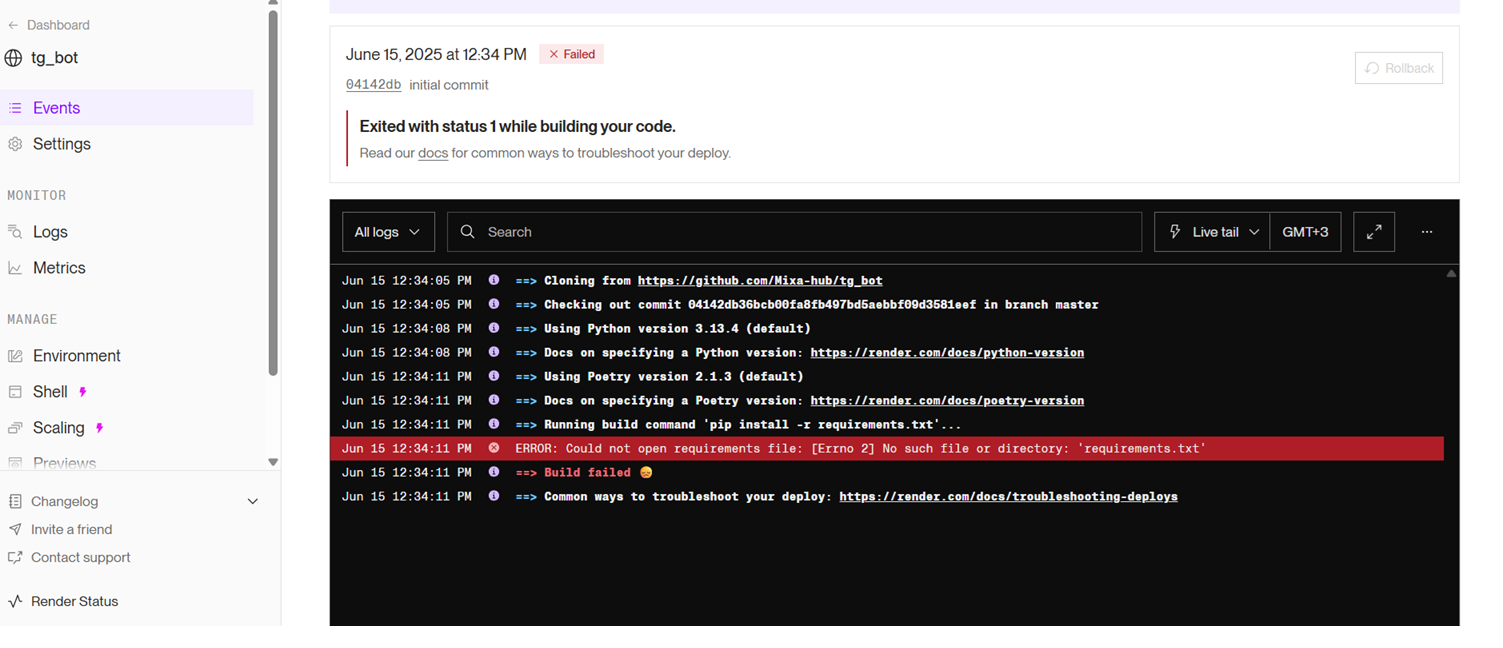 ← Dashboard
tg_bot
Events
Settings
MONITOR
Logs
Metrics
MANAGE
Environment
Shell
Scaling
Previews
Changelog
Invite a friend
Contact support
Render Status
June 15, 2025 at 12:34 PM × Failed
Rollback
04142db initial commit
Exited with status 1 while building your code.
Read our docs for common ways to troubleshoot your deploy.
All logs Search Live tail GMT+3 ...
Jun 15 12:34:05 PM ==> Cloning from https://github.com/Mixa-hub/tg_bot
Jun 15 12:34:05 PM ==> Checking out commit 04142db36bcb00fa8fb497bd5aebbf09d3581eef in branch master
Jun 15 12:34:08 PM ==> Using Python version 3.13.4 (default)
Jun 15 12:34:08 PM ==> Docs on specifying a Python version: https://render.com/docs/python-version
Jun 15 12:34:11 PM ==> Using Poetry version 2.1.3 (default)
Jun 15 12:34:11 PM ==> Docs on specifying a Poetry version: https://render.com/docs/poetry-version
Jun 15 12:34:11 PM ==> Running build command 'pip install -r requirements.txt'...
Jun 15 12:34:11 PM ERROR: Could not open requirements file: [Errno 2] No such file or directory: 'requirements.txt'
Jun 15 12:34:11 PM ==> Build failed 😞
Jun 15 12:34:11 PM ==> Common ways to troubleshoot your deploy: https://render.com/docs/troubleshooting-deploys